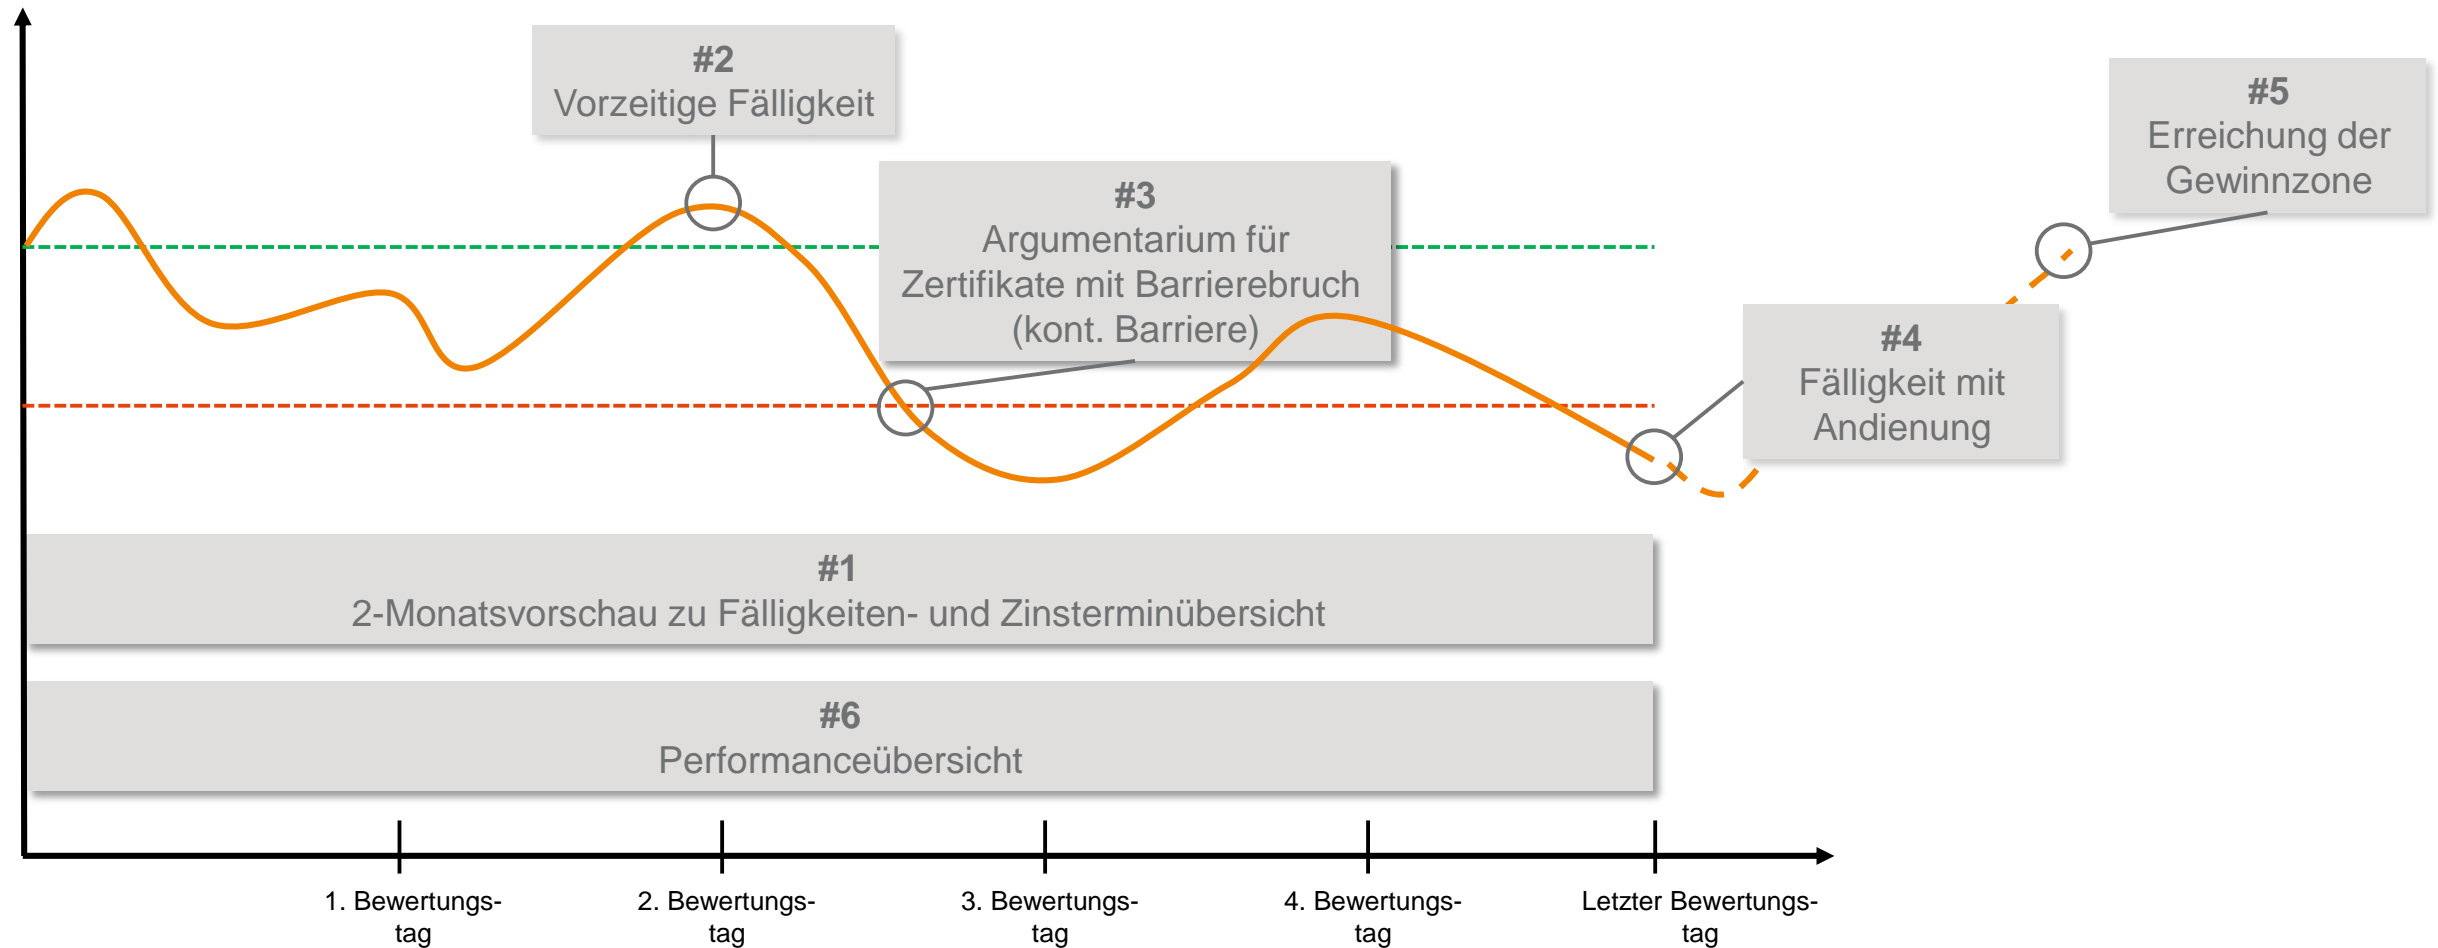 #2
Vorzeitige Fälligkeit
#5
Erreichung der
Gewinnzone
#3
Argumentarium für
Zertifikate mit Barrierebruch
(kont. Barriere)
#4
Fälligkeit mit
Andienung
#1
2-Monatsvorschau zu Fälligkeiten- und Zinsterminübersicht
#6
Performanceübersicht
1. Bewertungs-
tag
2. Bewertungs-
tag
3. Bewertungs-
tag
4. Bewertungs-
tag
Letzter Bewertungs-
tag